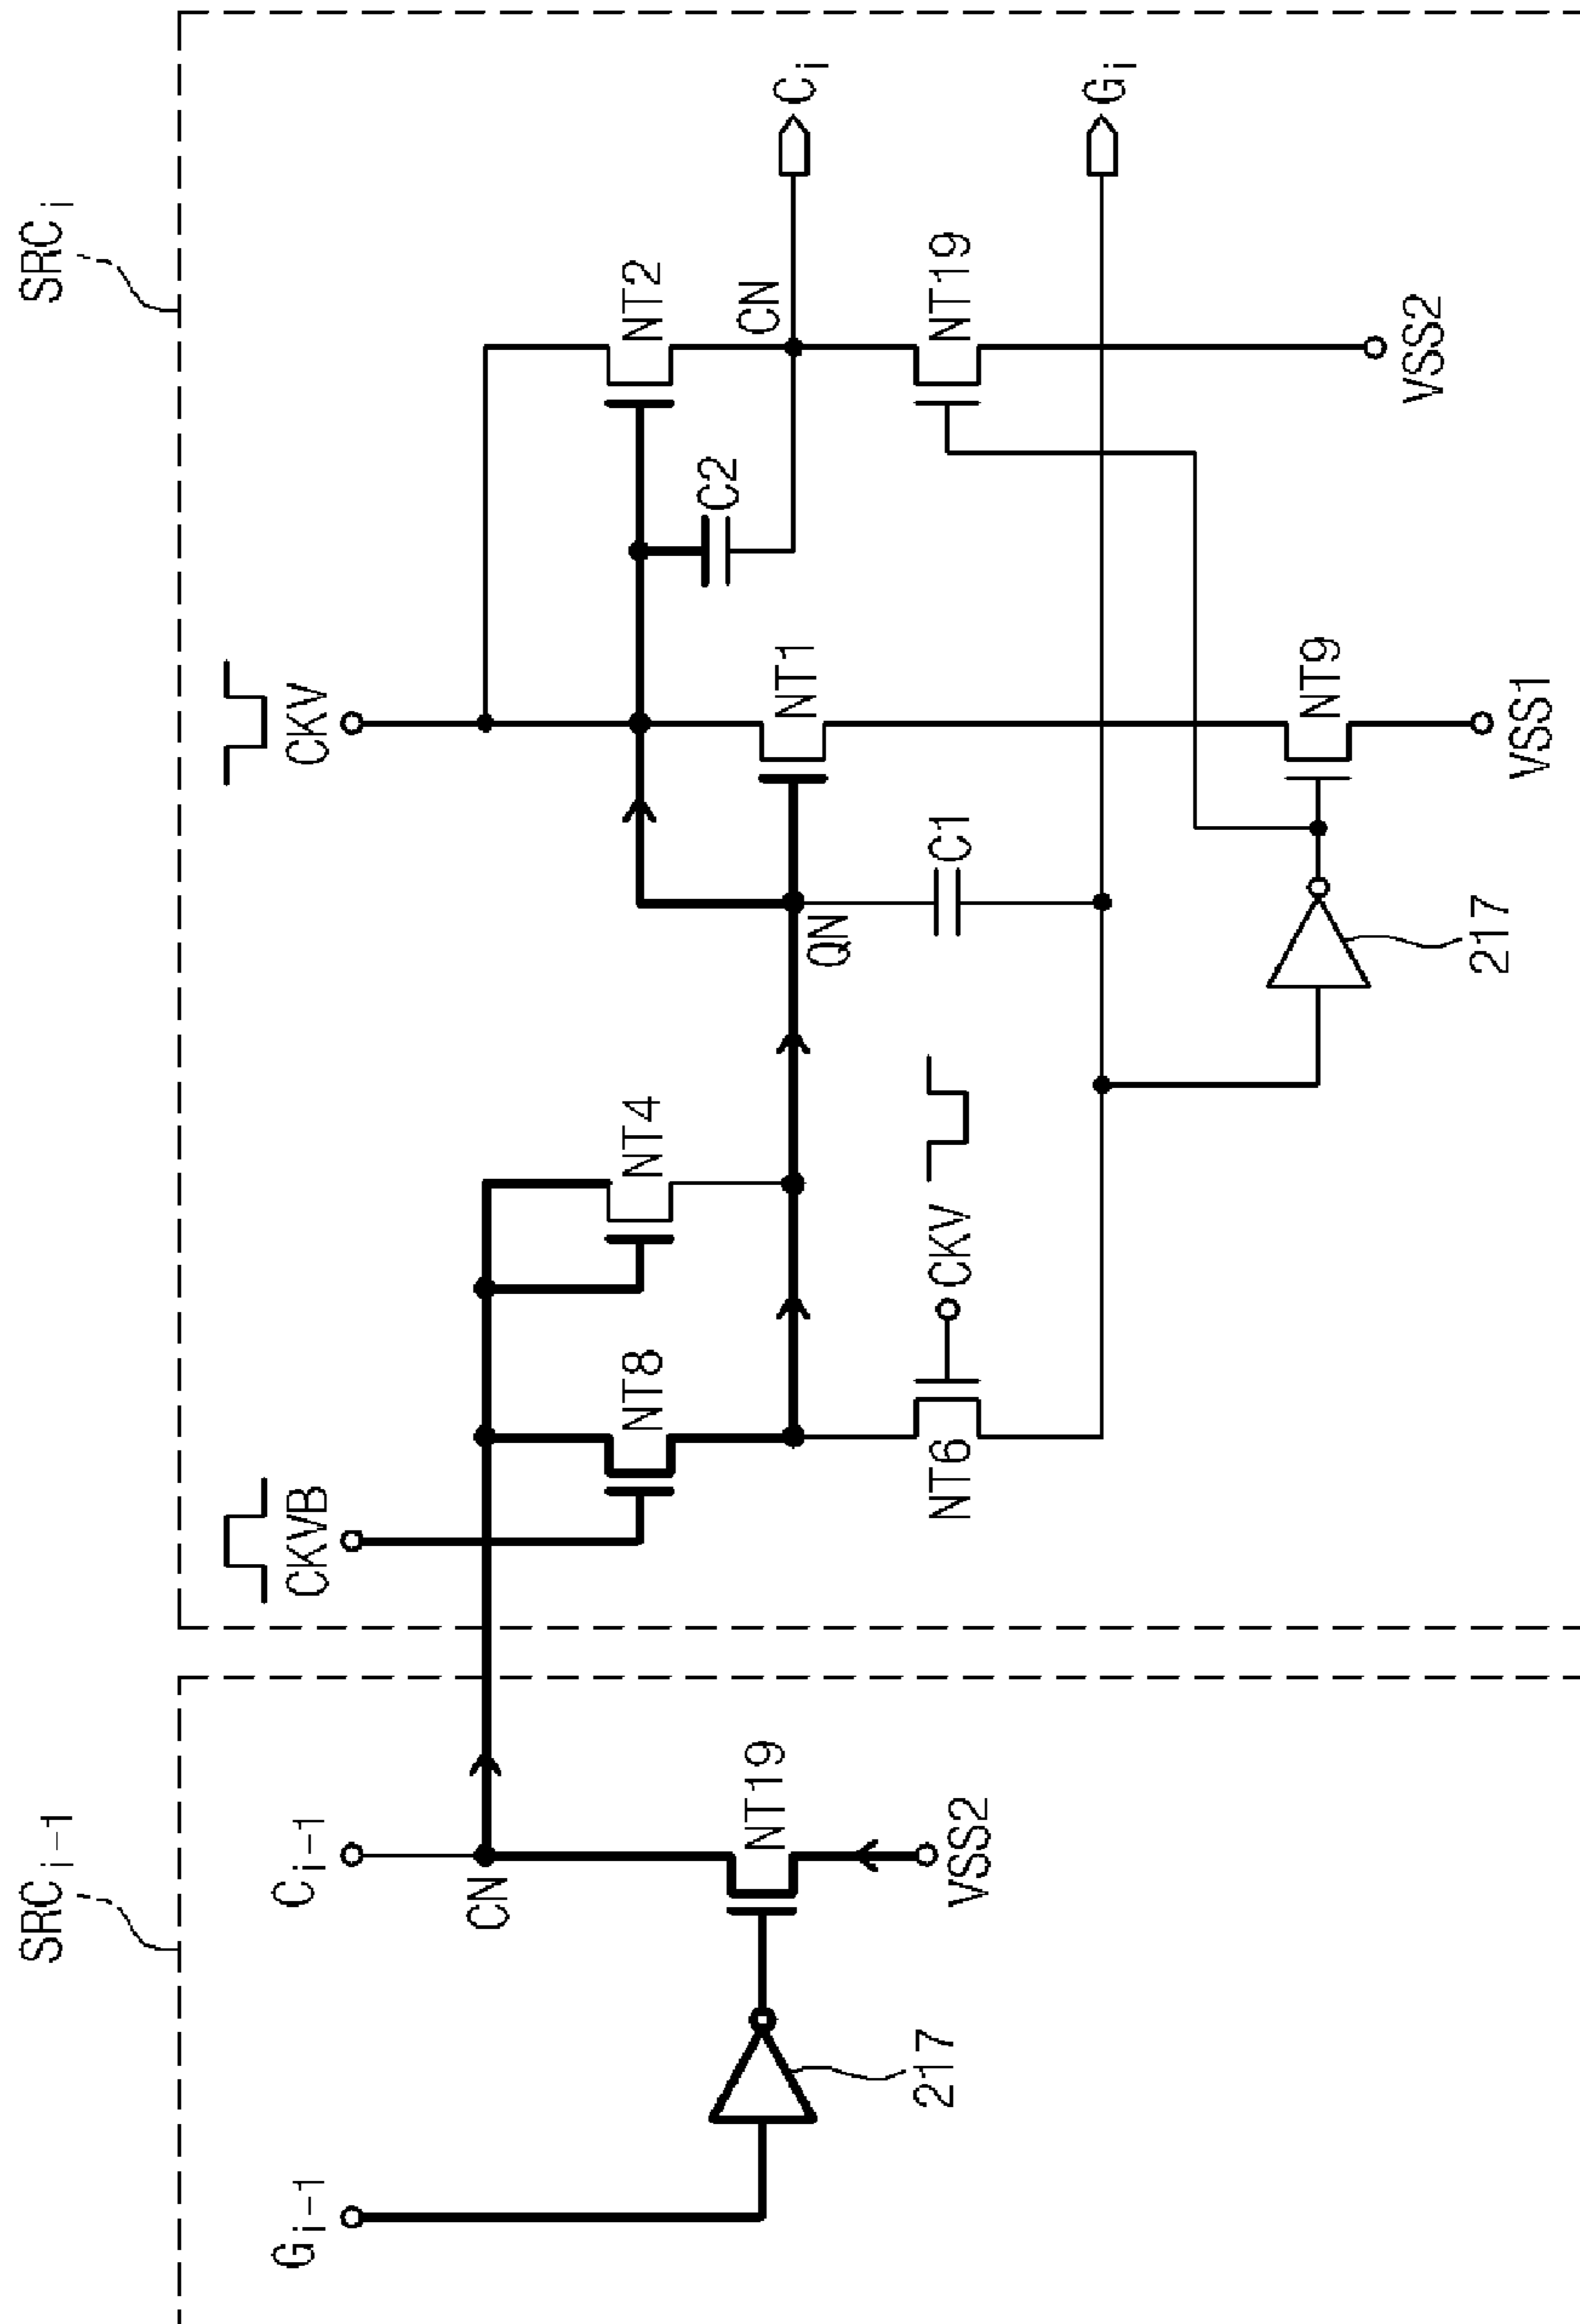 SRCi-1
SRCi
Gi-1
Ci-1
CKVB
CKV
CN
NT8
NT4
C2
NT2
CN
Ci
217
NT19
VSS2
QN
NT1
NT6
CKV
C1
NT19
Gi
217
NT9
VSS1
VSS2